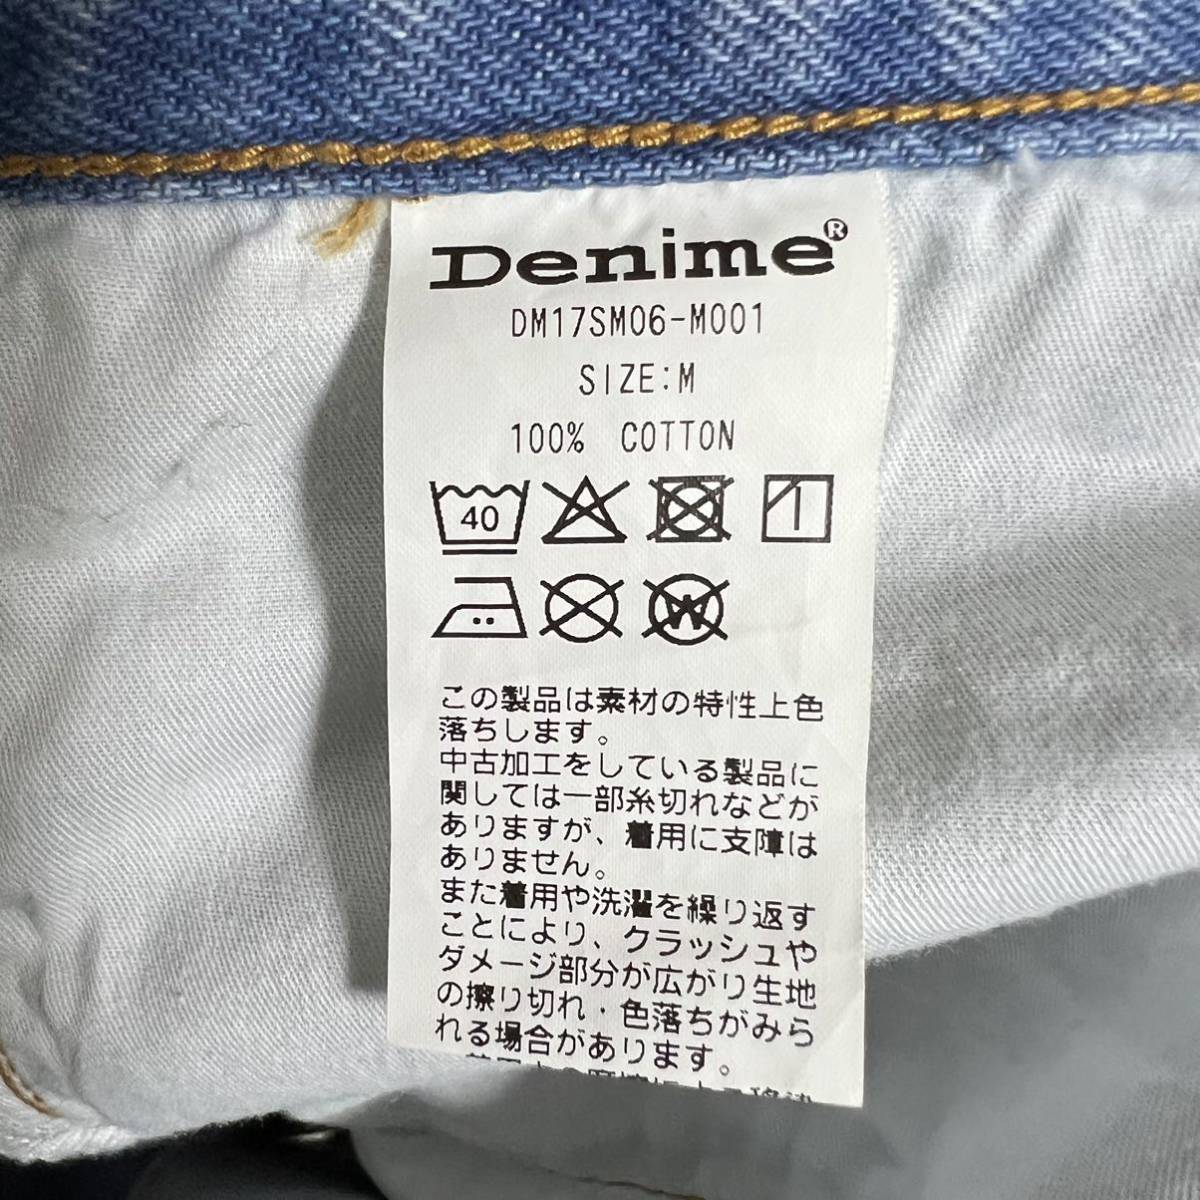 Denime®
DM17SM06-M001
SIZE:M
100% COTTON
40
W
この製品は素材の特性上色
落ちします。
中古加工をしている製品に
関しては一部糸切れなどが
ありますが、着用に支障は
ありません。
また着用や洗濯を繰り返す
ことにより、クラッシュや
ダメージ部分が広がり生地
の擦り切れ・色落ちがみら
れる場合があります。